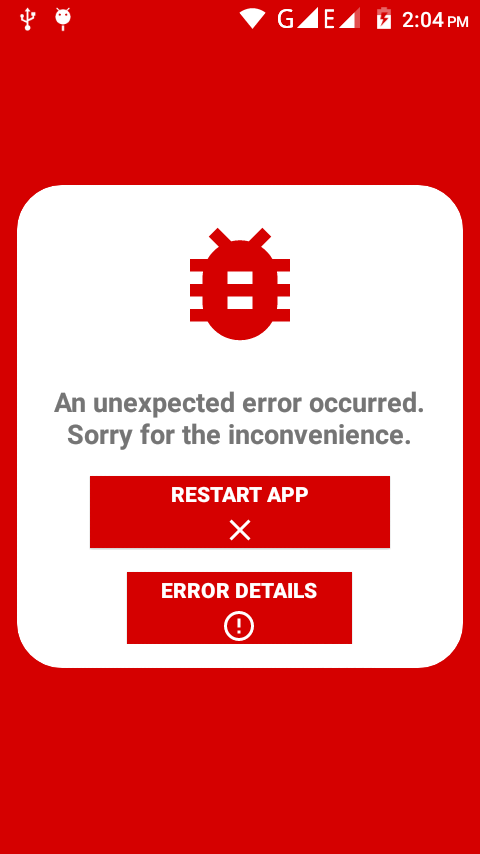 G E 2:04 PM
An unexpected error occurred.
Sorry for the inconvenience.
RESTART APP
ERROR DETAILS